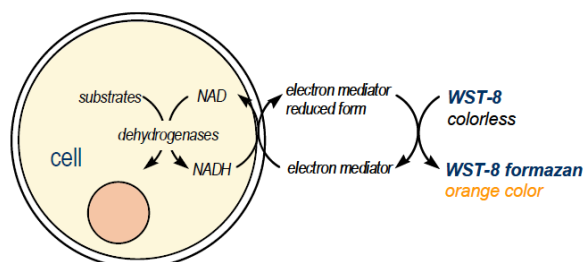 substrates
NAD
dehydrogenases
NADH
cell
electron mediator
reduced form
electron mediator
WST-8
colorless
WST-8 formazan
orange color